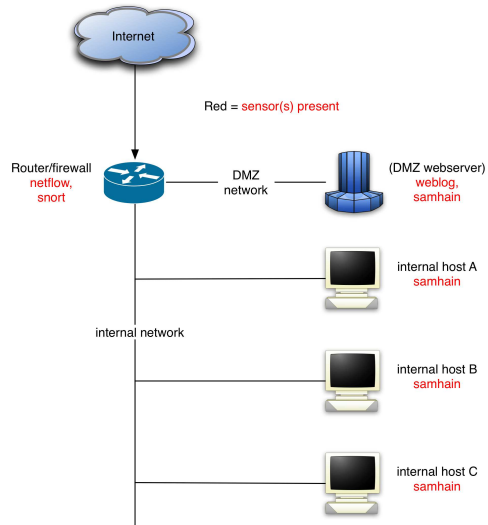 Internet
Red = sensor(s) present
Router/firewall
netflow,
snort
DMZ
network
(DMZ webserver)
weblog,
samhain
internal host A
samhain
internal network
internal host B
samhain
internal host C
samhain